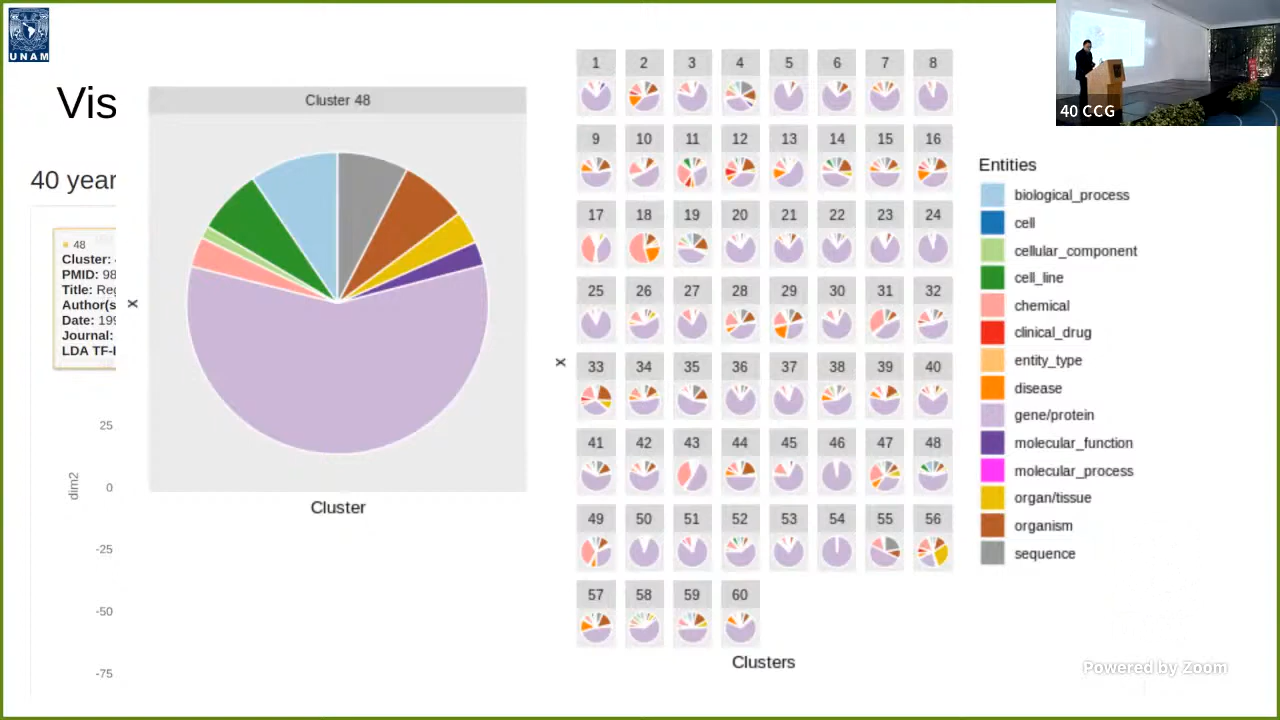 UNAM
Vis
40 year
48
Cluster:
PMID: 98
Title: Reg
Author(s
Date: 199
Journal:
LDA TF-I
25
0
-25
-50
-75
dim2
Cluster 48
x
Cluster
x
1 2 3 4 5 6 7 8
9 10 11 12 13 14 15 16
17 18 19 20 21 22 23 24
25 26 27 28 29 30 31 32
33 34 35 36 37 38 39 40
41 42 43 44 45 46 47 48
49 50 51 52 53 54 55 56
57 58 59 60
Clusters
Entities
biological_process
cell
cellular_component
cell_line
chemical
clinical_drug
entity_type
disease
gene/protein
molecular_function
molecular_process
organ/tissue
organism
sequence
40 CCG
Powered by Zoom